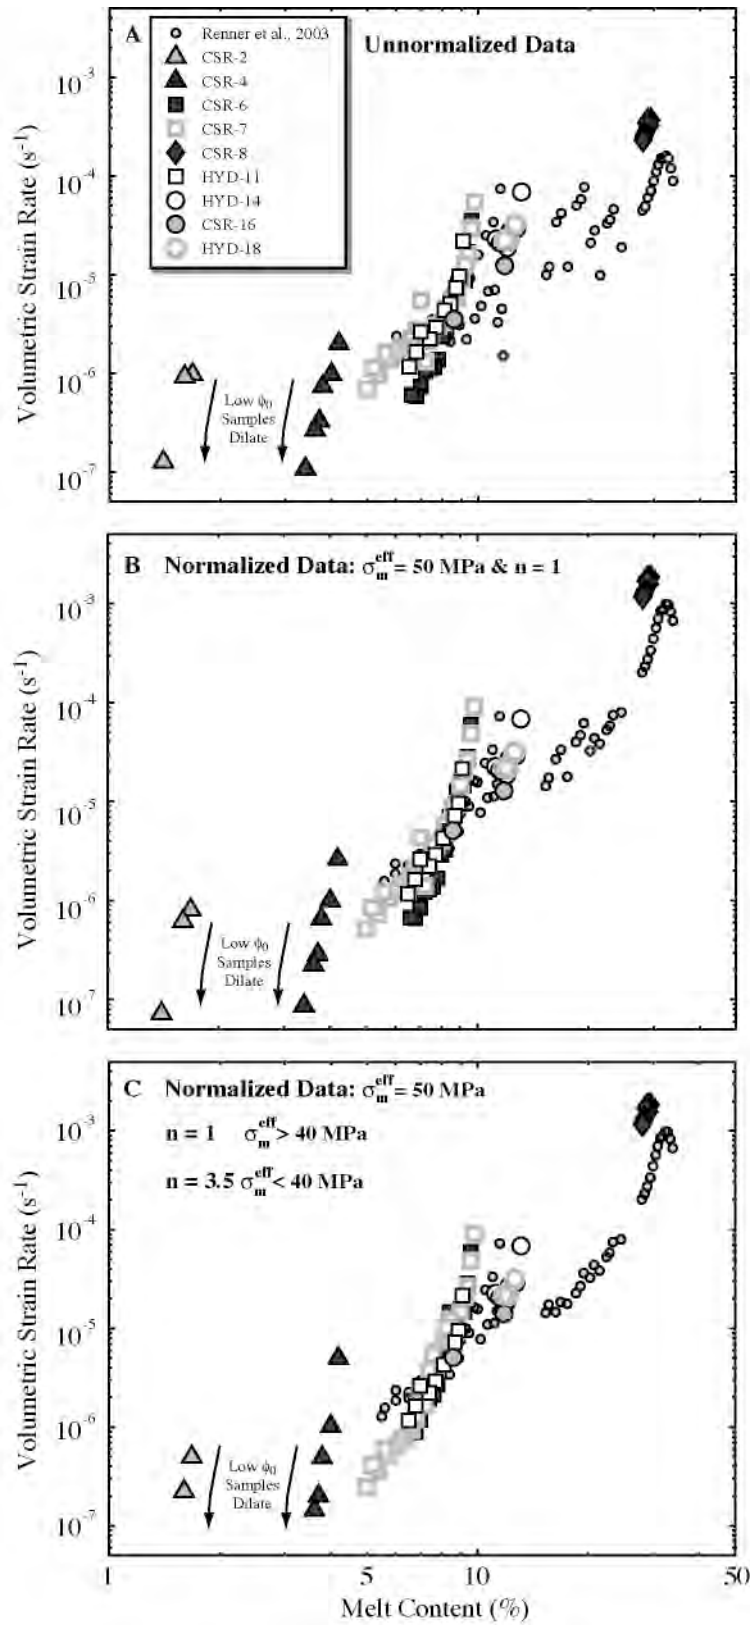 A
Unnormalized Data
Renner et al., 2003
CSR-2
CSR-4
CSR-6
CSR-7
CSR-8
HYD-11
HYD-14
CSR-16
HYD-18
Low ϕ₀
Samples
Dilate
10⁻³
10⁻⁴
10⁻⁵
10⁻⁶
10⁻⁷
Volumetric Strain Rate (s⁻¹)
B Normalized Data: σₘᵉᶠᶠ = 50 MPa & n = 1
Low ϕ₀
Samples
Dilate
10⁻³
10⁻⁴
10⁻⁵
10⁻⁶
10⁻⁷
Volumetric Strain Rate (s⁻¹)
C Normalized Data: σₘᵉᶠᶠ = 50 MPa
n = 1 σₘᵉᶠᶠ > 40 MPa
n = 3.5 σₘᵉᶠᶠ < 40 MPa
Low ϕ₀
Samples
Dilate
10⁻³
10⁻⁴
10⁻⁵
10⁻⁶
10⁻⁷
Volumetric Strain Rate (s⁻¹)
1 5 10 50
Melt Content (%)